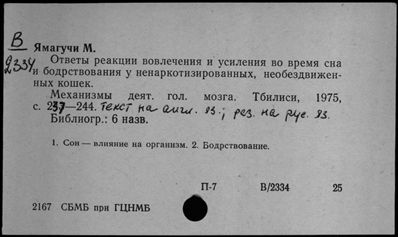 В
2334
Ямагучи М.
Ответы реакции вовлечения и усиления во время сна
и бодрствования у ненаркотизированных, необездвижен-
ных кошек.
Механизмы деят. гол. мозга. Тбилиси, 1975,
с. 237—244. Текст на англ. яз.; рез. на рус. яз.
Библиогр.: 6 назв.
1. Сон — влияние на организм. 2. Бодрствование.
П-7 В/2334 25
2167 СБМБ при ГЦНМБ